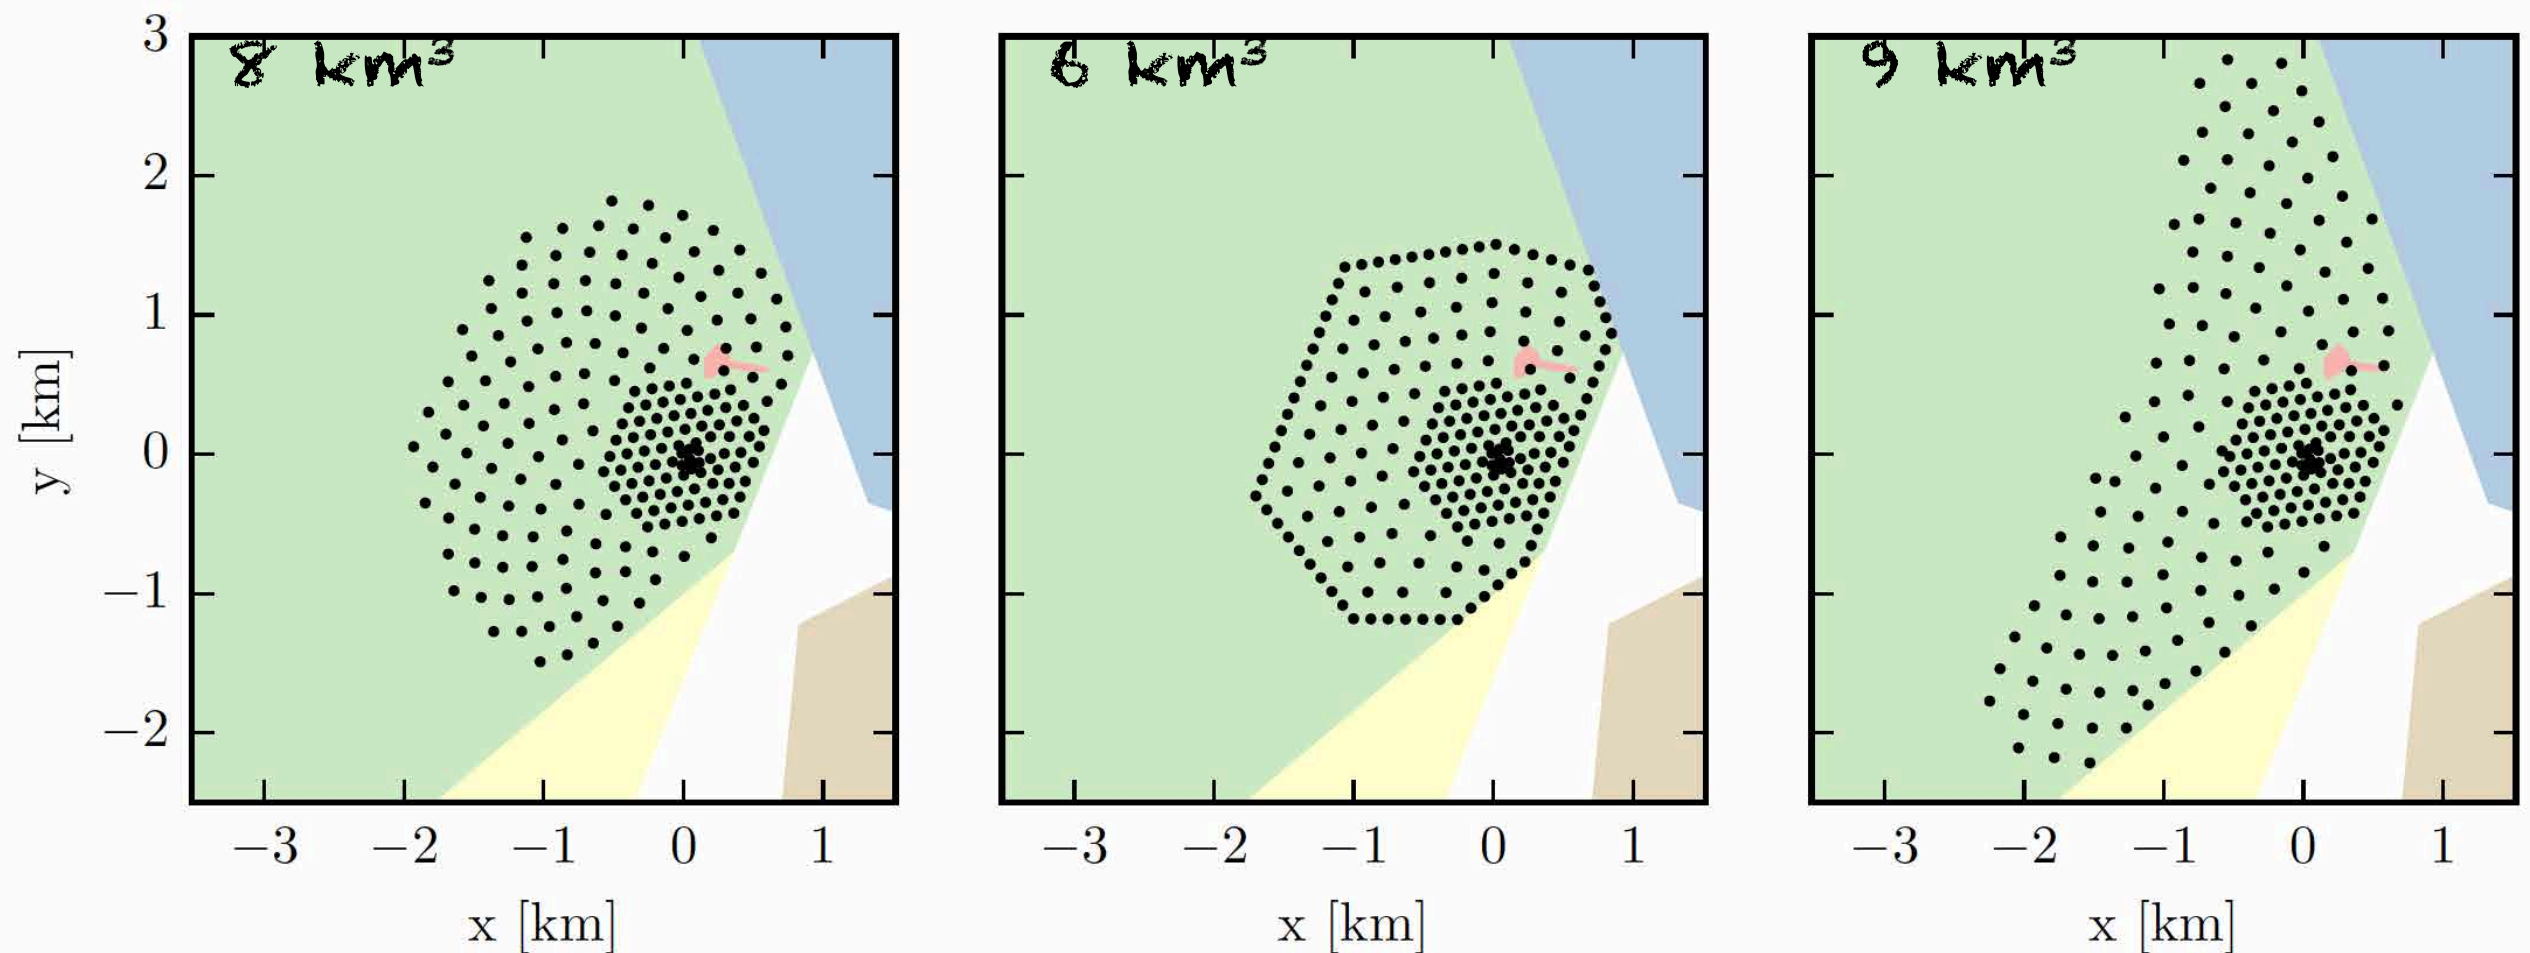 8 km³ 6 km³ 9 km³
3
2
1
0
−1
−2
y [km]
−3 −2 −1 0 1 −3 −2 −1 0 1 −3 −2 −1 0 1
x [km] x [km] x [km]